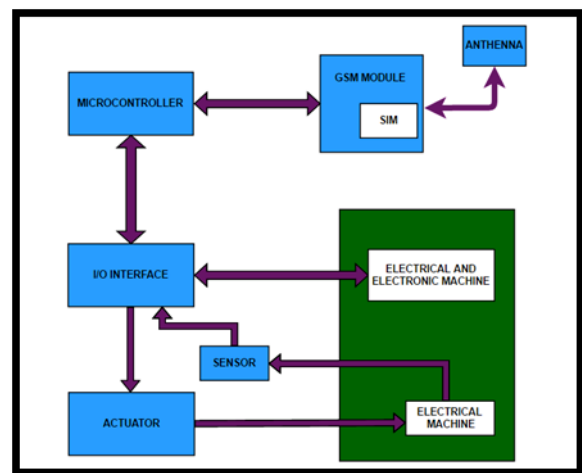 ANTHENNA
GSM MODULE
SIM
MICROCONTROLLER
I/O INTERFACE
ELECTRICAL AND
ELECTRONIC MACHINE
SENSOR
ACTUATOR
ELECTRICAL
MACHINE